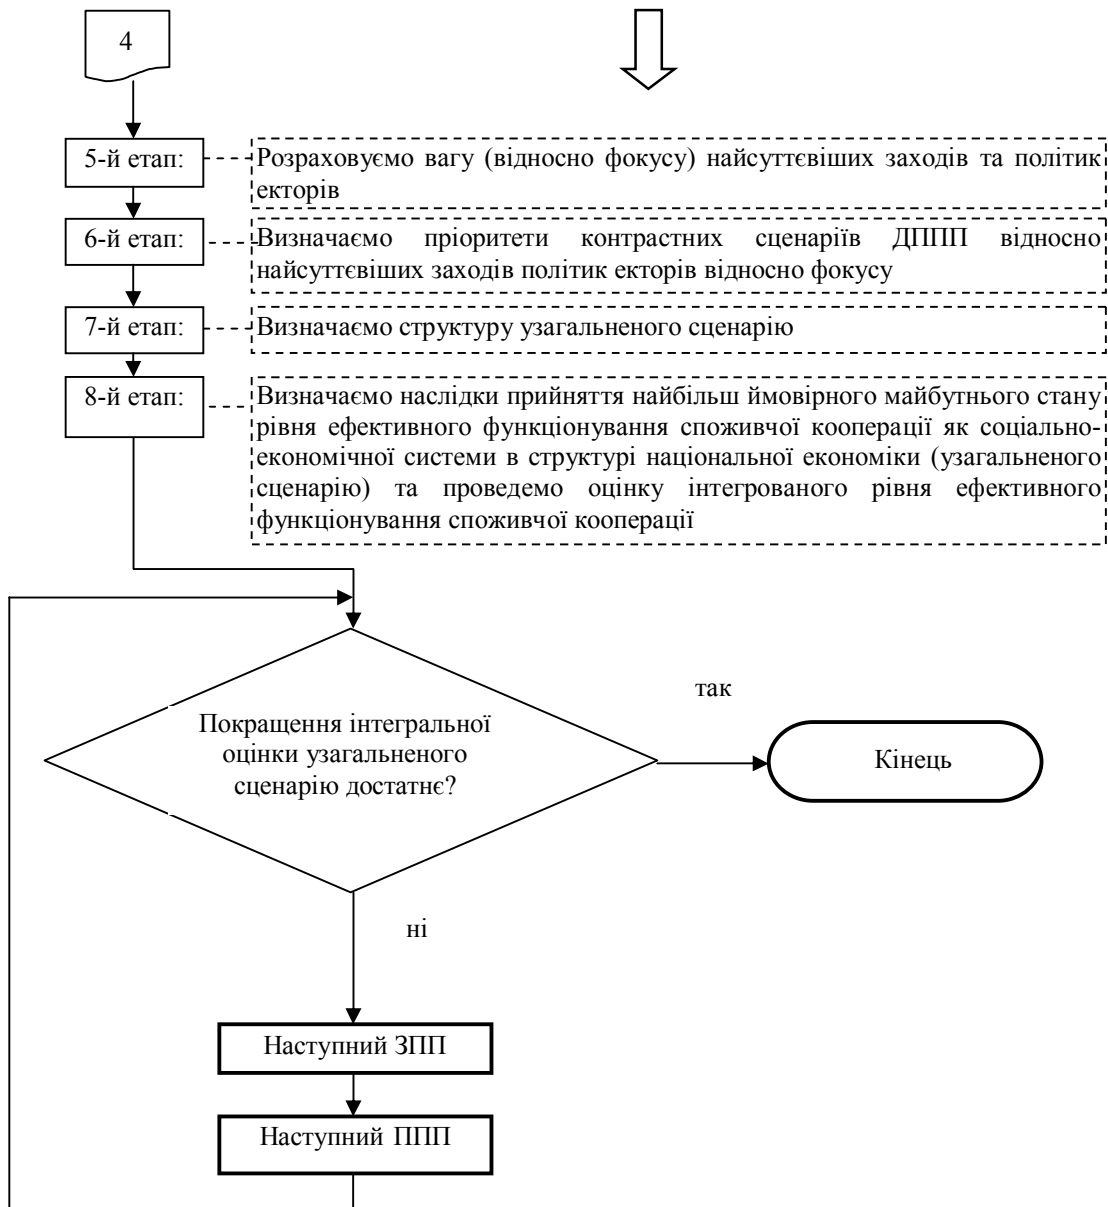 4
5-й етап:
Розраховуємо вагу (відносно фокусу) найсуттєвіших заходів та політик
екторів
6-й етап:
Визначаємо пріоритети контрастних сценаріїв ДППП відносно
найсуттєвіших заходів політик екторів відносно фокусу
7-й етап:
Визначаємо структуру узагальненого сценарію
8-й етап:
Визначаємо наслідки прийняття найбільш ймовірного майбутнього стану
рівня ефективного функціонування споживчої кооперації як соціально-
економічної системи в структурі національної економіки (узагальненого
сценарію) та проведемо оцінку інтегрованого рівня ефективного
функціонування споживчої кооперації
так
Покращення інтегральної
оцінки узагальненого
сценарію достатнє?
Кінець
ні
Наступний ЗПП
Наступний ППП